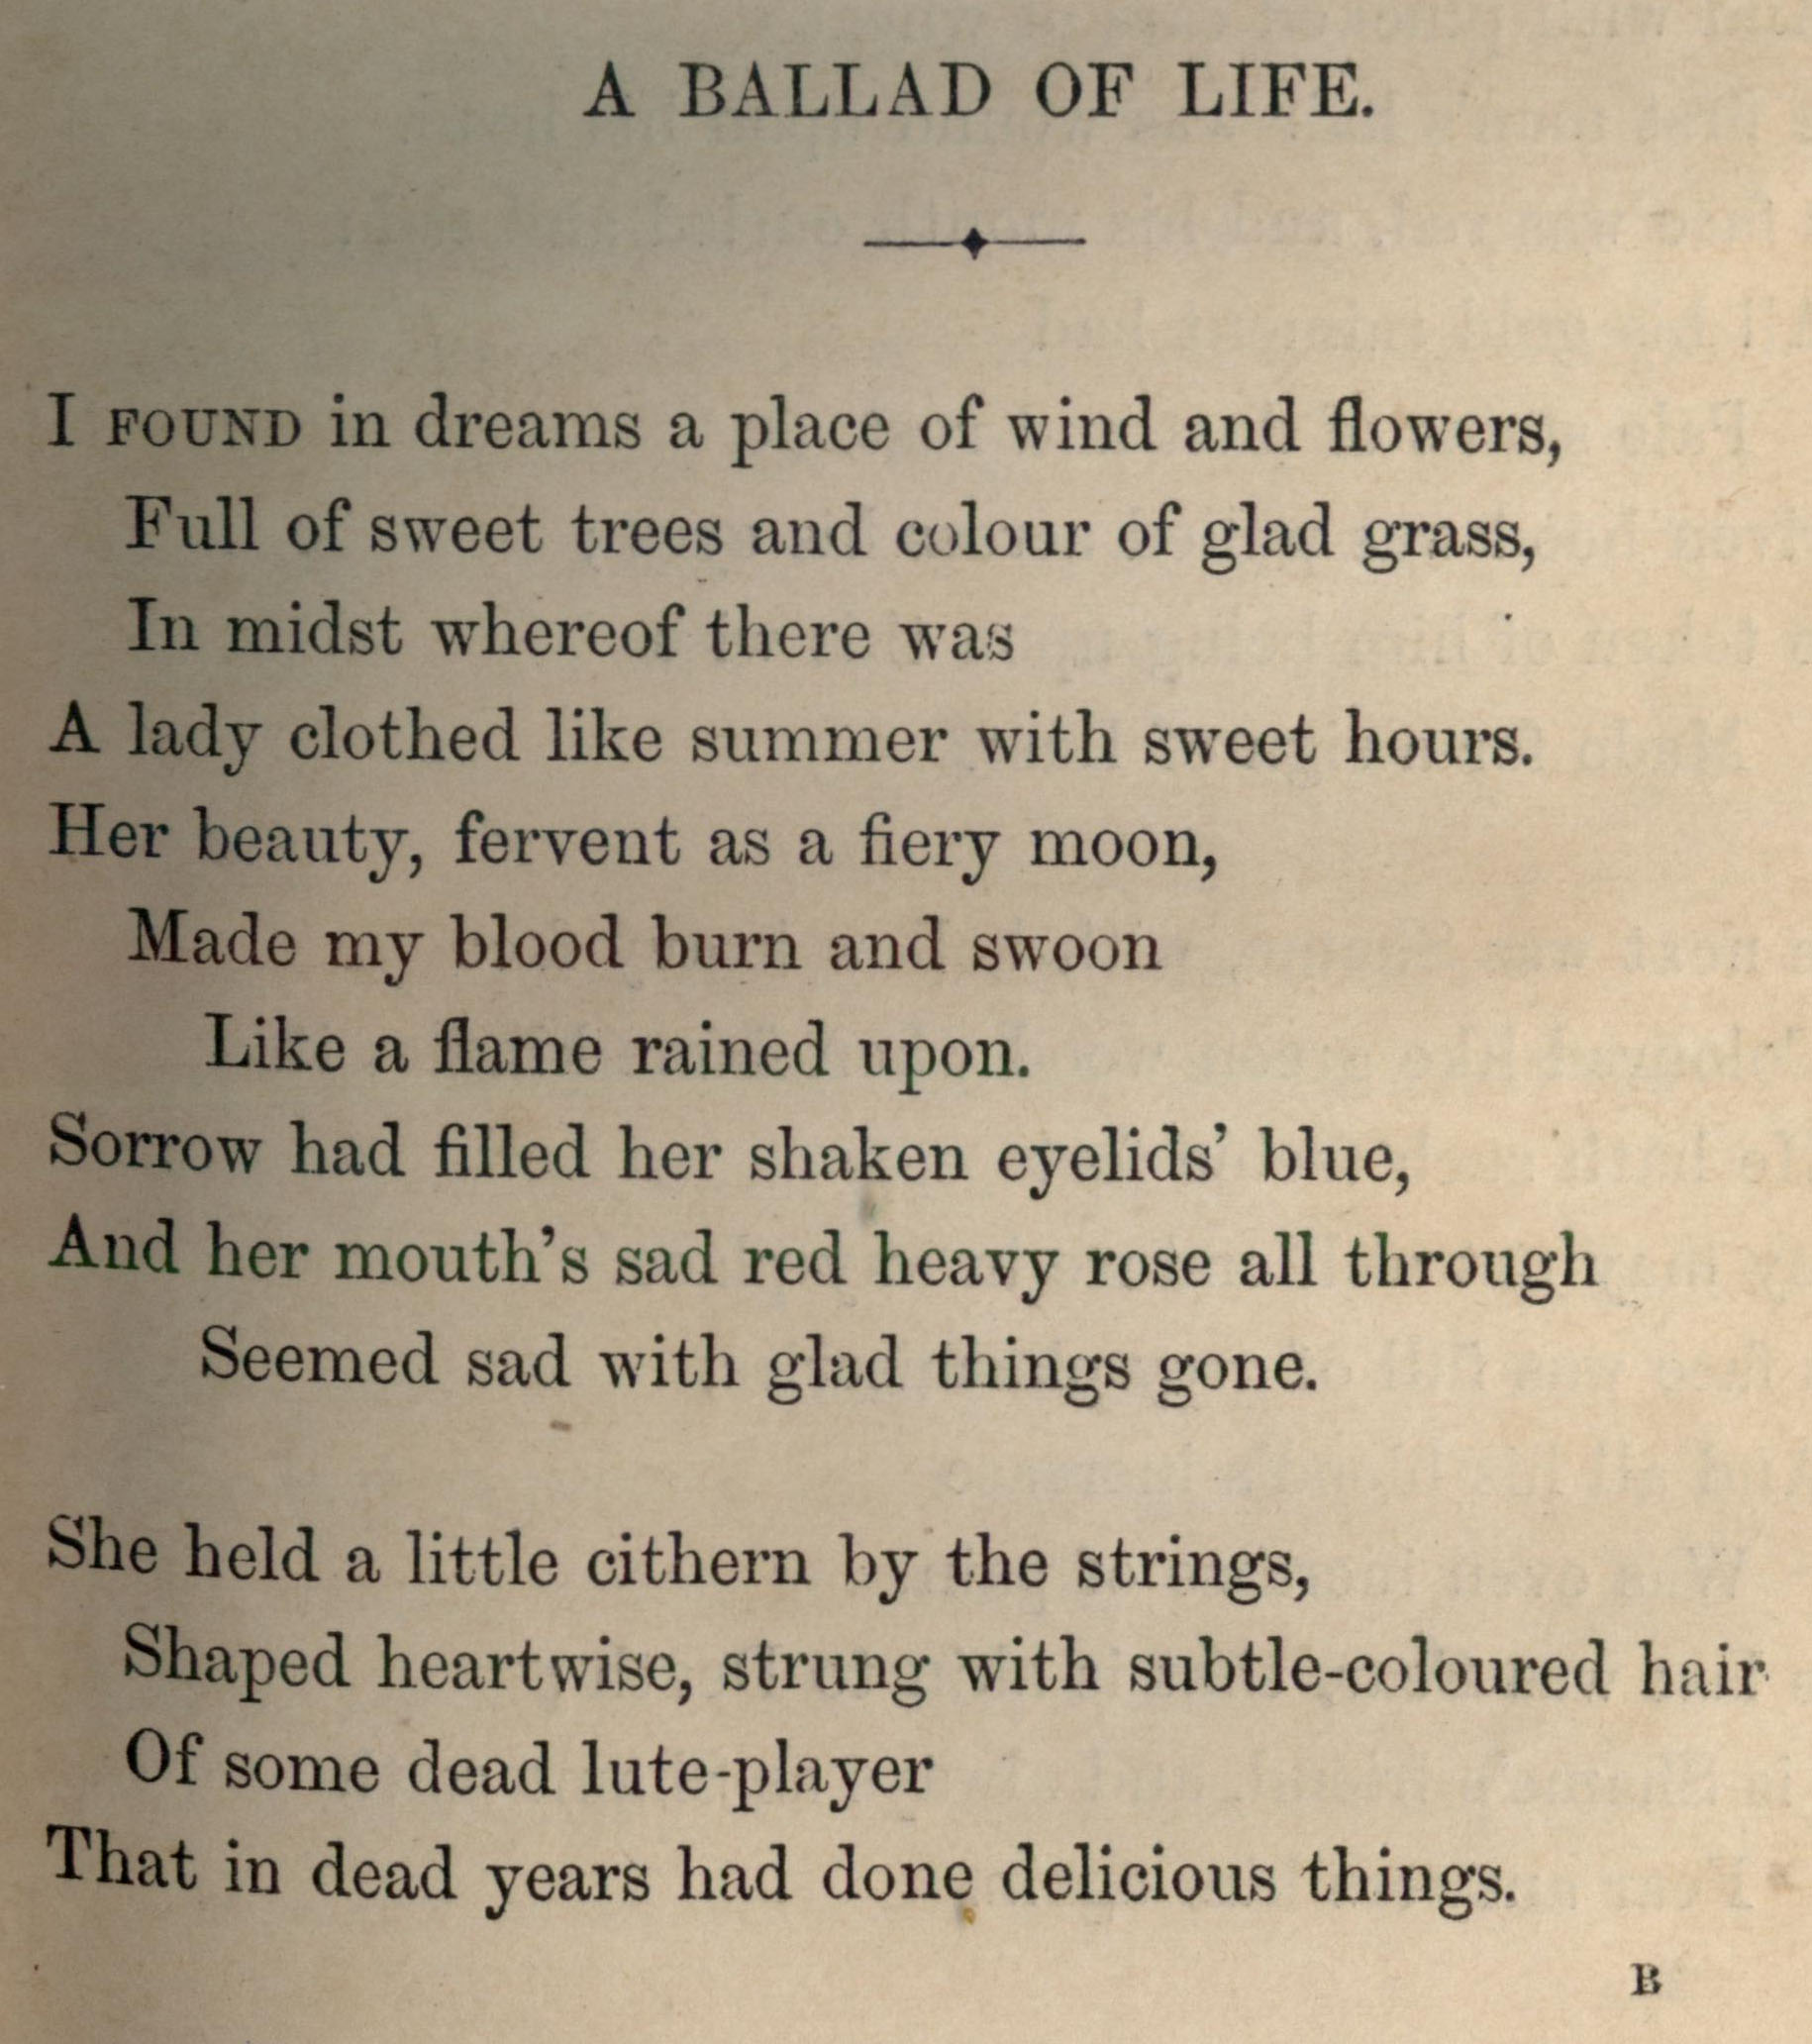 A BALLAD OF LIFE.
I FOUND in dreams a place of wind and flowers,
Full of sweet trees and colour of glad grass,
In midst whereof there was
A lady clothed like summer with sweet hours.
Her beauty, fervent as a fiery moon,
Made my blood burn and swoon
Like a flame rained upon.
Sorrow had filled her shaken eyelids’ blue,
And her mouth’s sad red heavy rose all through
Seemed sad with glad things gone.
She held a little cithern by the strings,
Shaped heartwise, strung with subtle-coloured hair
Of some dead lute-player
That in dead years had done delicious things.
B